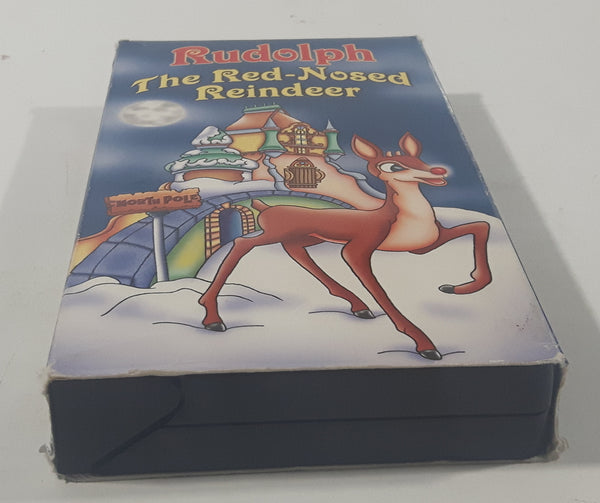 Rudolph
The Red-Nosed
Reindeer
NORTH POLE